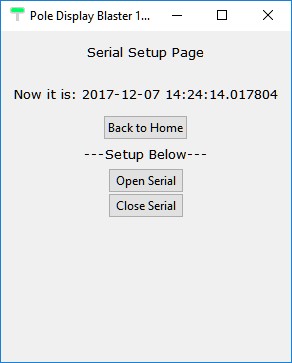 Pole Display Blaster 1...
Serial Setup Page
Now it is: 2017-12-07 14:24:14.017804
Back to Home
---Setup Below---
Open Serial
Close Serial